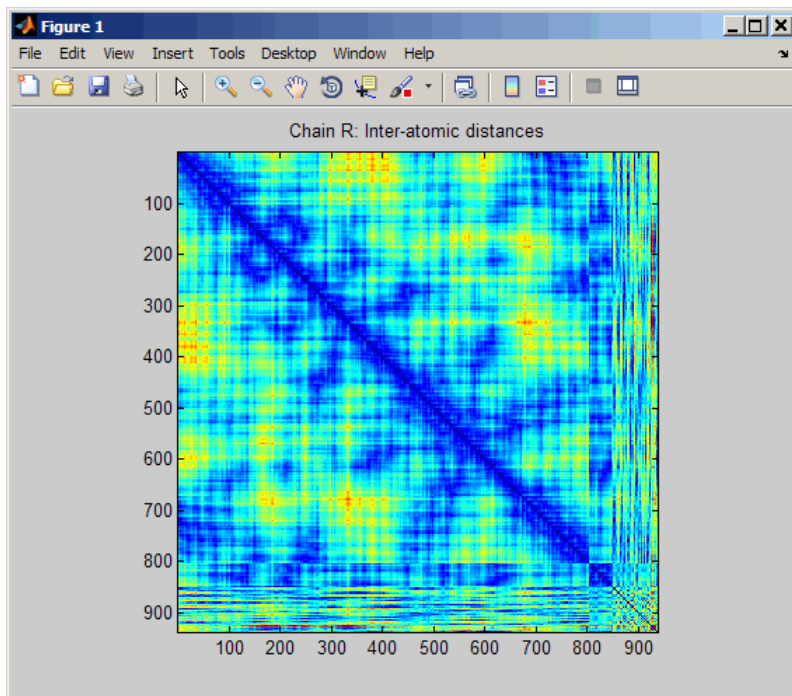 Figure 1
File Edit View Insert Tools Desktop Window Help
Chain R: Inter-atomic distances
100
200
300
400
500
600
700
800
900
100 200 300 400 500 600 700 800 900